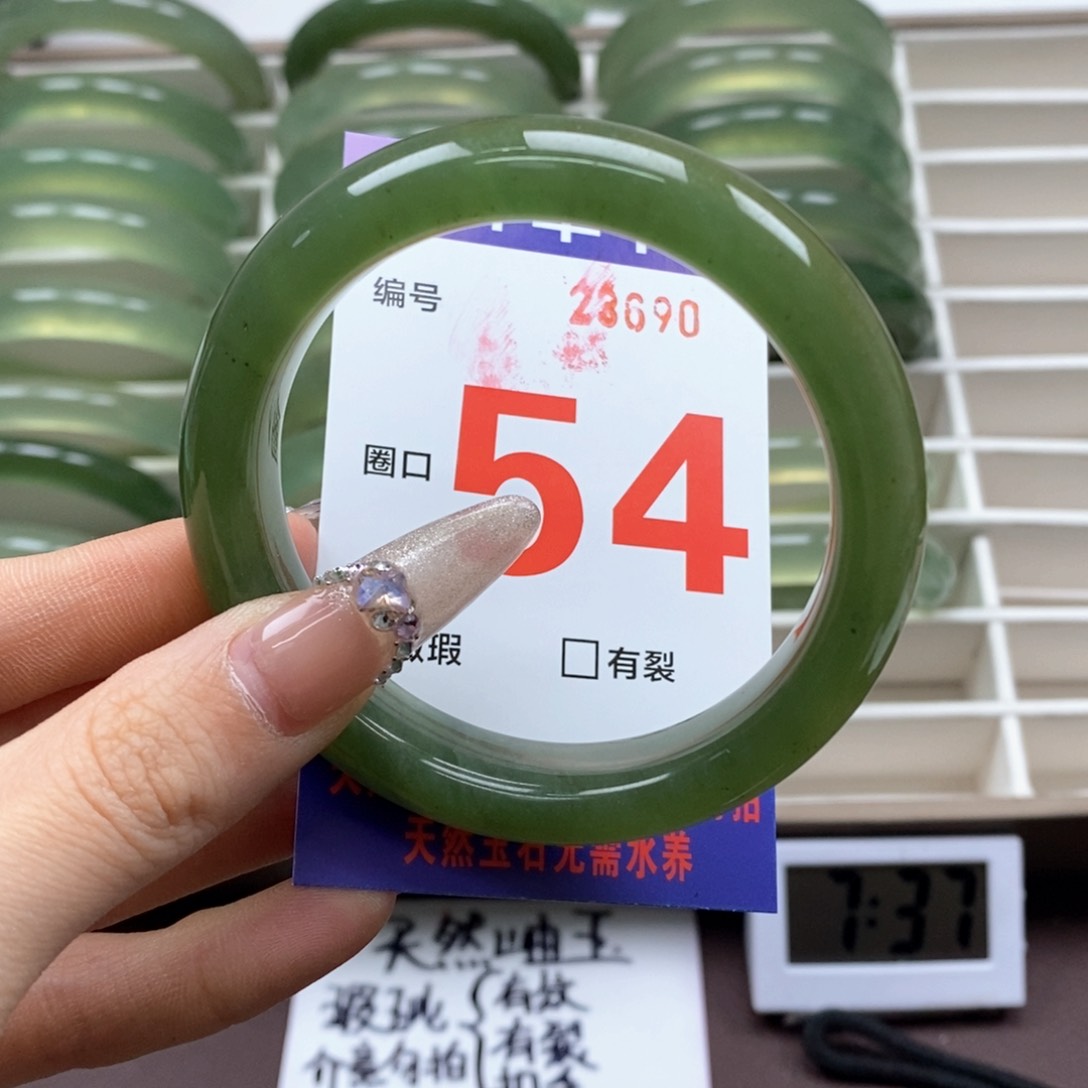 编号 23690
圈口 54
瑕 □有裂
天然玉石无需水养
7:37
天然岫玉
瑕玼 有纹
介意勿拍 有裂